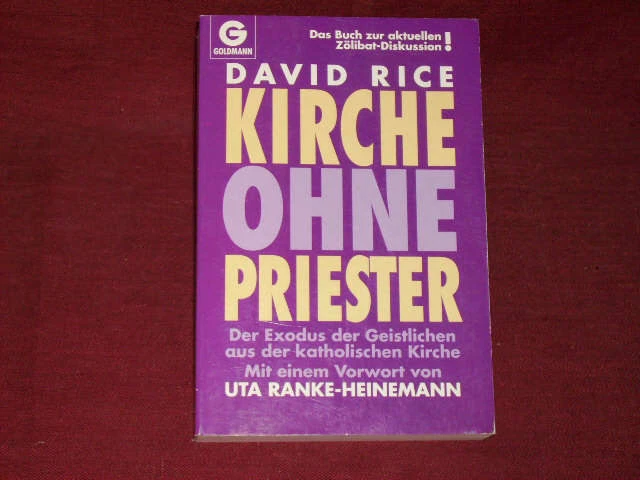 G
GOLDMANN
Das Buch zur aktuellen
Zölibat-Diskussion!
DAVID RICE
KIRCHE
OHNE
PRIESTER
Der Exodus der Geistlichen
aus der katholischen Kirche
Mit einem Vorwort von
UTA RANKE-HEINEMANN